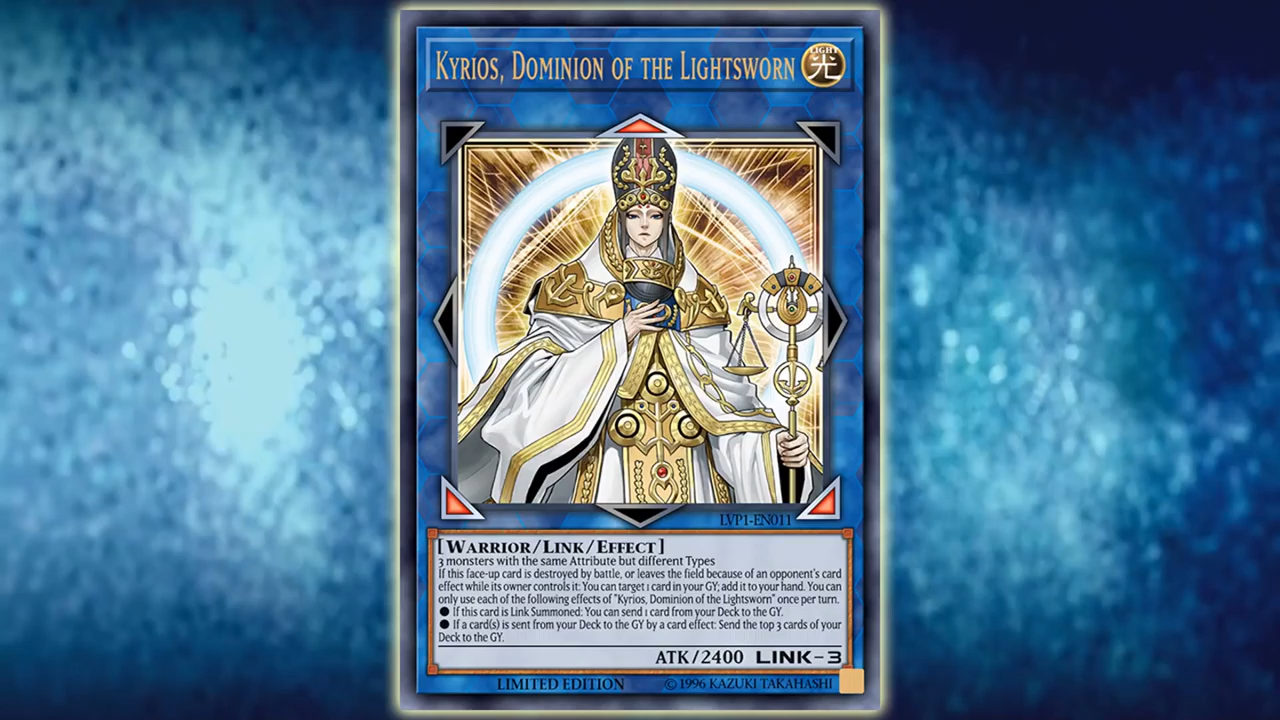 Kyrios, Dominion of the Lightsworn
LIGHT
光
LVP1-EN011
[Warrior/Link/Effect]
3 monsters with the same Attribute but different Types
If this face-up card is destroyed by battle, or leaves the field because of an opponent's card
effect while its owner controls it: You can target 1 card in your GY; add it to your hand. You can
only use each of the following effects of "Kyrios, Dominion of the Lightsworn" once per turn.
● If this card is Link Summoned: You can send 1 card from your Deck to the GY.
● If a card(s) is sent from your Deck to the GY by a card effect: Send the top 3 cards of your
Deck to the GY.
ATK/2400 LINK-3
LIMITED EDITION
©1996 KAZUKI TAKAHASHI